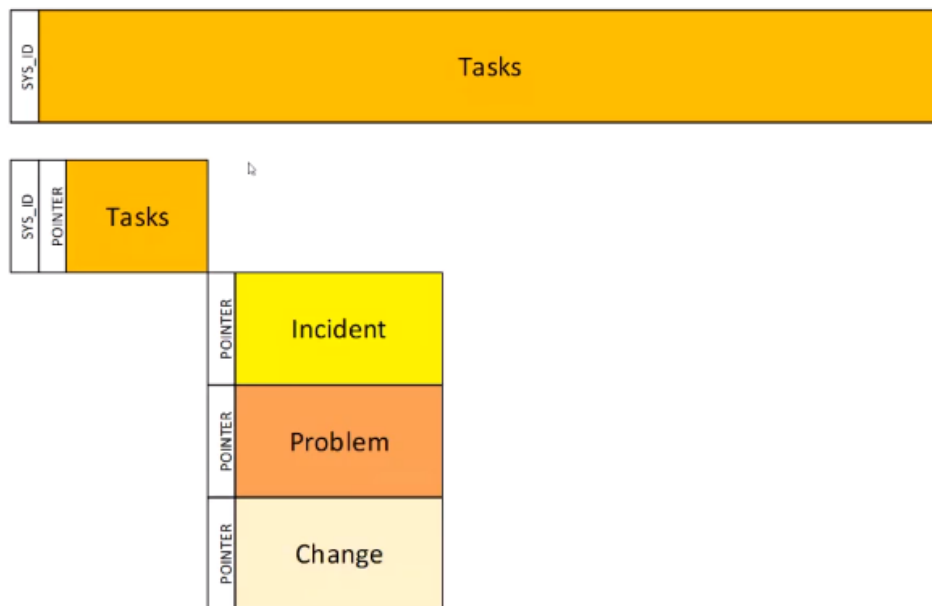 SYS_ID
Tasks
SYS_ID
POINTER
Tasks
POINTER
Incident
POINTER
Problem
POINTER
Change